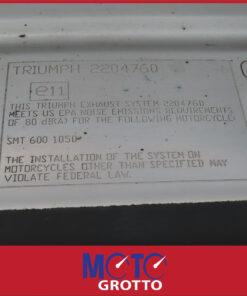 TRIUMPH 2204760
e11
THIS TRIUMPH EXHAUST SYSTEM 2204760
MEETS US EPA NOISE EMISSIONS REQUIREMENTS
OF 80 dB(A) FOR THE FOLLOWING MOTORCYCLE:
SMT 600 1050
THE INSTALLATION OF THE SYSTEM ON
MOTORCYCLES OTHER THAN SPECIFIED MAY
VIOLATE FEDERAL LAW.
MOTO
GROTTO